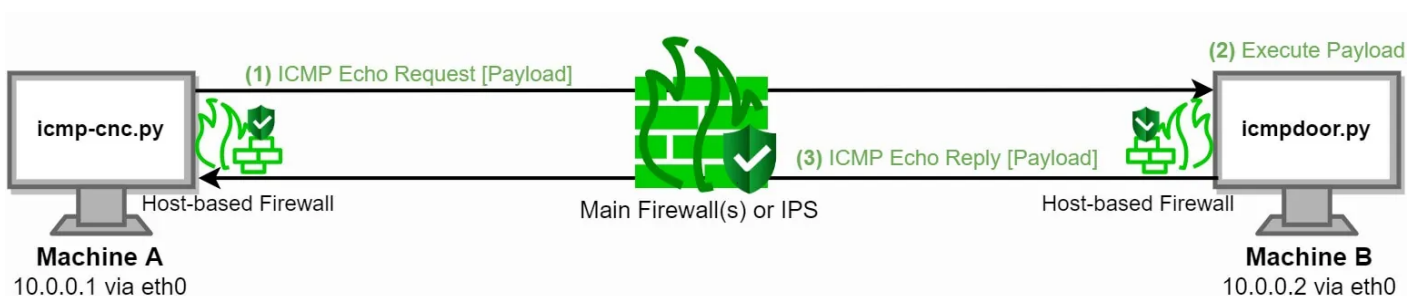 (2) Execute Payload
(1) ICMP Echo Request [Payload]
icmp-cnc.py
icmpdoor.py
(3) ICMP Echo Reply [Payload]
Host-based Firewall
Main Firewall(s) or IPS
Host-based Firewall
Machine A
10.0.0.1 via eth0
Machine B
10.0.0.2 via eth0